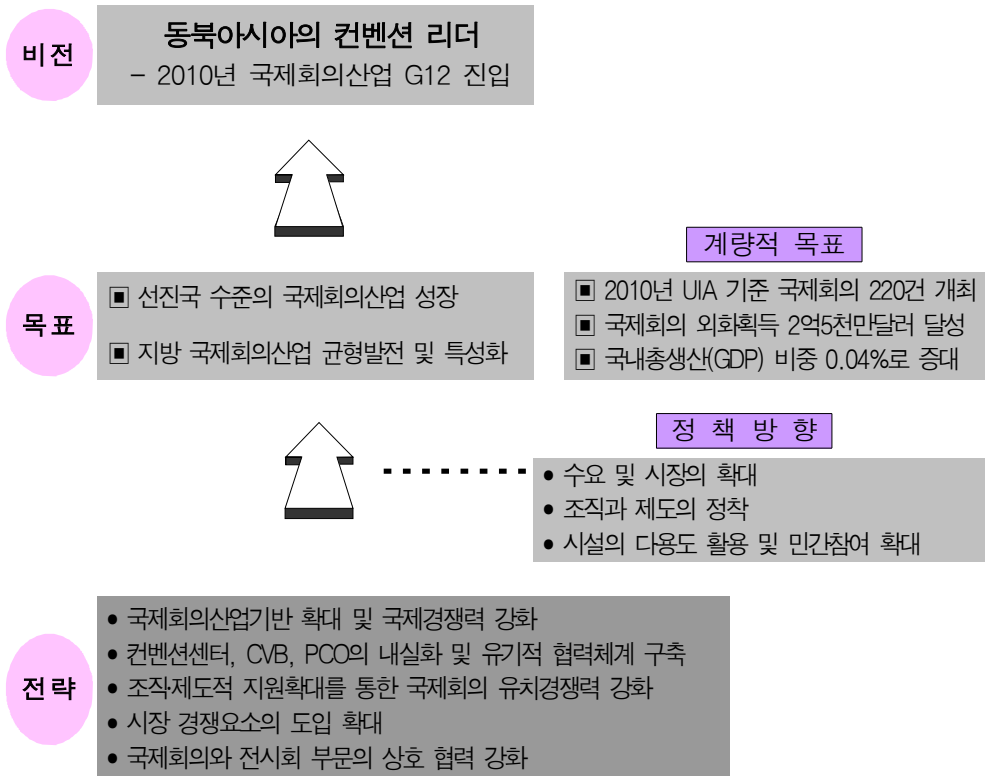 비전
동북아시아의 컨벤션 리더
- 2010년 국제회의산업 G12 진입
계량적 목표
목표
▣ 선진국 수준의 국제회의산업 성장
▣ 지방 국제회의산업 균형발전 및 특성화
▣ 2010년 UIA 기준 국제회의 220건 개최
▣ 국제회의 외화획득 2억5천만달러 달성
▣ 국내총생산(GDP) 비중 0.04%로 증대
정 책 방 향
• 수요 및 시장의 확대
• 조직과 제도의 정착
• 시설의 다용도 활용 및 민간참여 확대
전략
• 국제회의산업기반 확대 및 국제경쟁력 강화
• 컨벤션센터, CVB, PCO의 내실화 및 유기적 협력체계 구축
• 조직·제도적 지원확대를 통한 국제회의 유치경쟁력 강화
• 시장 경쟁요소의 도입 확대
• 국제회의와 전시회 부문의 상호 협력 강화